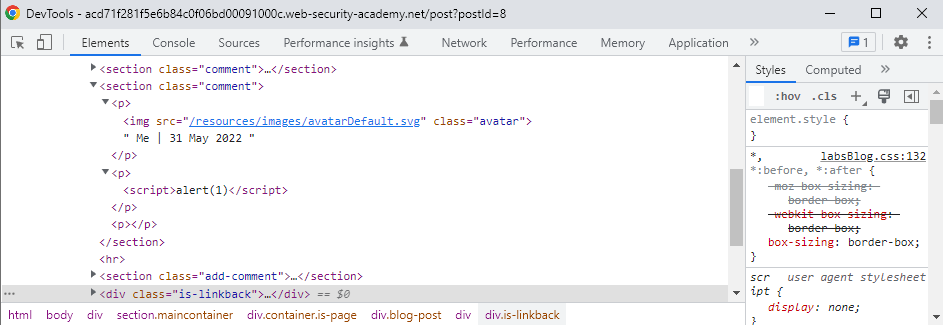 DevTools - acd71f281f5e6b84c0f06bd00091000c.web-security-academy.net/post?postId=8
Elements Console Sources Performance insights Network Performance Memory Application » 1
<section class="comment">…</section>
<section class="comment">
<p>
<img src="/resources/images/avatarDefault.svg" class="avatar">
" Me | 31 May 2022 "
</p>
<p>
<script>alert(1)</script>
</p>
<p></p>
</section>
<hr>
<section class="add-comment">…</section>
… <div class="is-linkback">…</div> == $0
html body div section.maincontainer div.container.is-page div.blog-post div div.is-linkback
Styles Computed »
:hov .cls +
element.style {
}
*, labsBlog.css:132
*:before, *:after {
-moz-box-sizing:
border-box;
-webkit-box-sizing:
border-box;
box-sizing: border-box;
}
scr user agent stylesheet
ipt {
display: none;
}